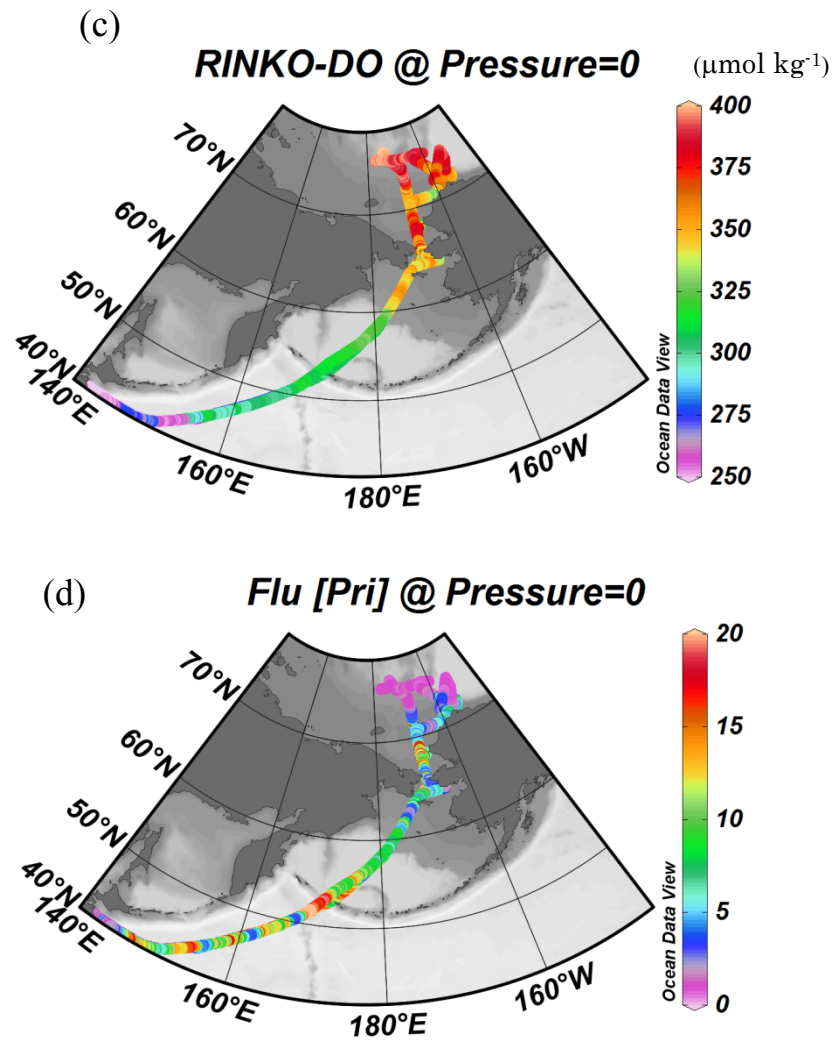 (c)
RINKO-DO @ Pressure=0
(μmol kg⁻¹)
70°N
60°N
50°N
40°N
140°E
160°E
180°E
160°W
Ocean Data View
400
375
350
325
300
275
250
(d)
Flu [Pri] @ Pressure=0
70°N
60°N
50°N
40°N
140°E
160°E
180°E
160°W
Ocean Data View
20
15
10
5
0